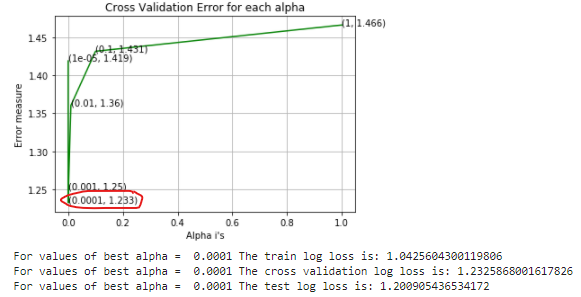 Cross Validation Error for each alpha
(1, 1.466)
1.45
(0.1, 1.431)
(1e-05, 1.419)
1.40
(0.01, 1.36)
1.35
Error measure
1.30
1.25
(0.001, 1.25)
(0.0001, 1.233)
0.0 0.2 0.4 0.6 0.8 1.0
Alpha i's
For values of best alpha =  0.0001 The train log loss is: 1.0425604300119806
For values of best alpha =  0.0001 The cross validation log loss is: 1.2325868001617826
For values of best alpha =  0.0001 The test log loss is: 1.200905436534172